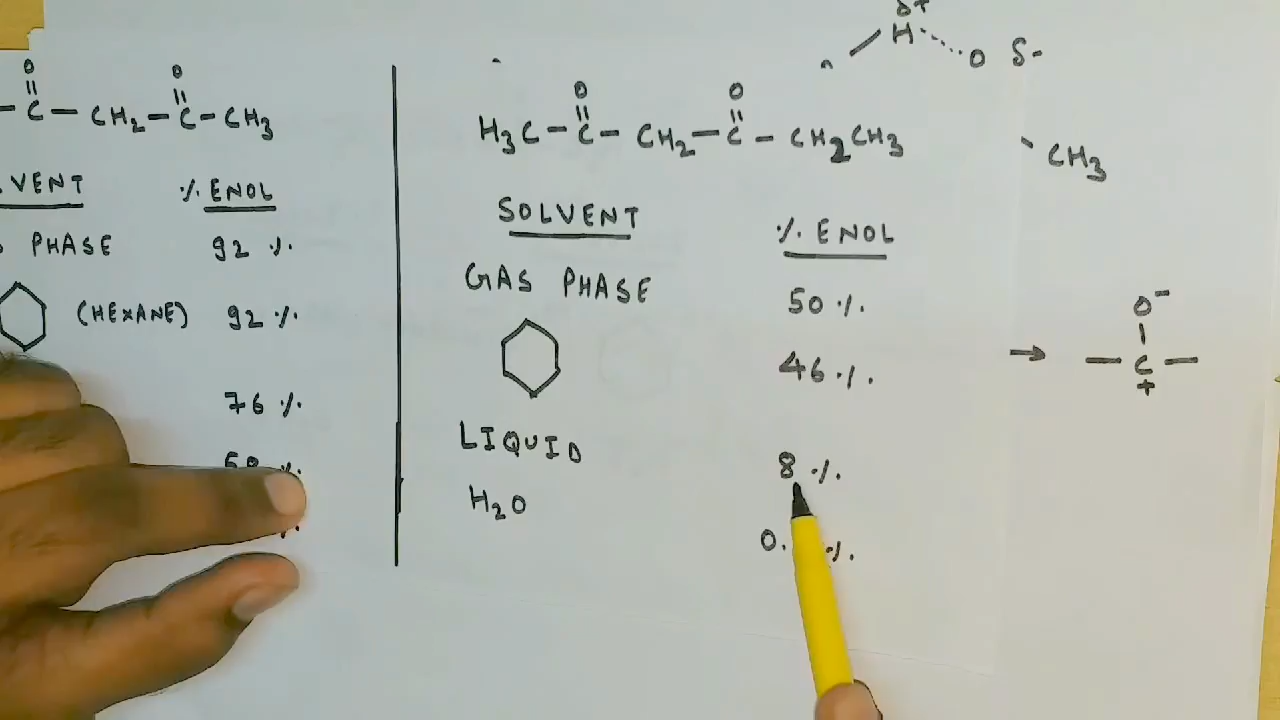 O O
|| ||
— C — CH2 — C — CH3
% ENOL
PHASE 92 %
(HEXANE) 92 %
76 %
δ+
H ····· O δ-
O O
|| ||
H3C — C — CH2 — C — CH2CH3
CH3
SOLVENT % ENOL
GAS PHASE 50 %
46 %
LIQUID 8 %
H2O
O-
|
→ — C —
+